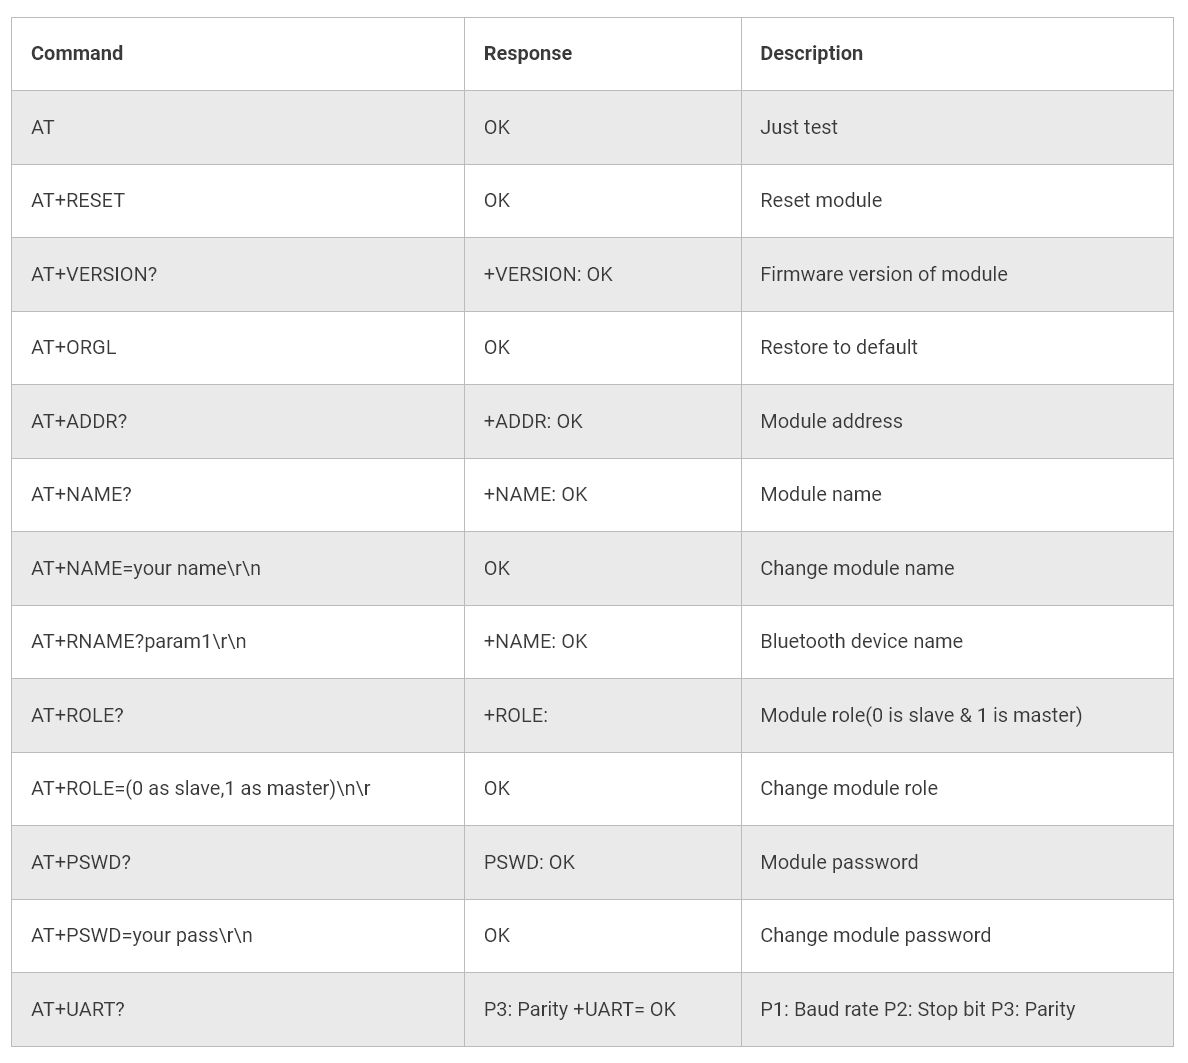 Command Response Description
AT OK Just test
AT+RESET OK Reset module
AT+VERSION? +VERSION: OK Firmware version of module
AT+ORGL OK Restore to default
AT+ADDR? +ADDR: OK Module address
AT+NAME? +NAME: OK Module name
AT+NAME=your name\r\n OK Change module name
AT+RNAME?param1\r\n +NAME: OK Bluetooth device name
AT+ROLE? +ROLE: Module role(0 is slave & 1 is master)
AT+ROLE=(0 as slave,1 as master)\n\r OK Change module role
AT+PSWD? PSWD: OK Module password
AT+PSWD=your pass\r\n OK Change module password
AT+UART? P3: Parity +UART= OK P1: Baud rate P2: Stop bit P3: Parity